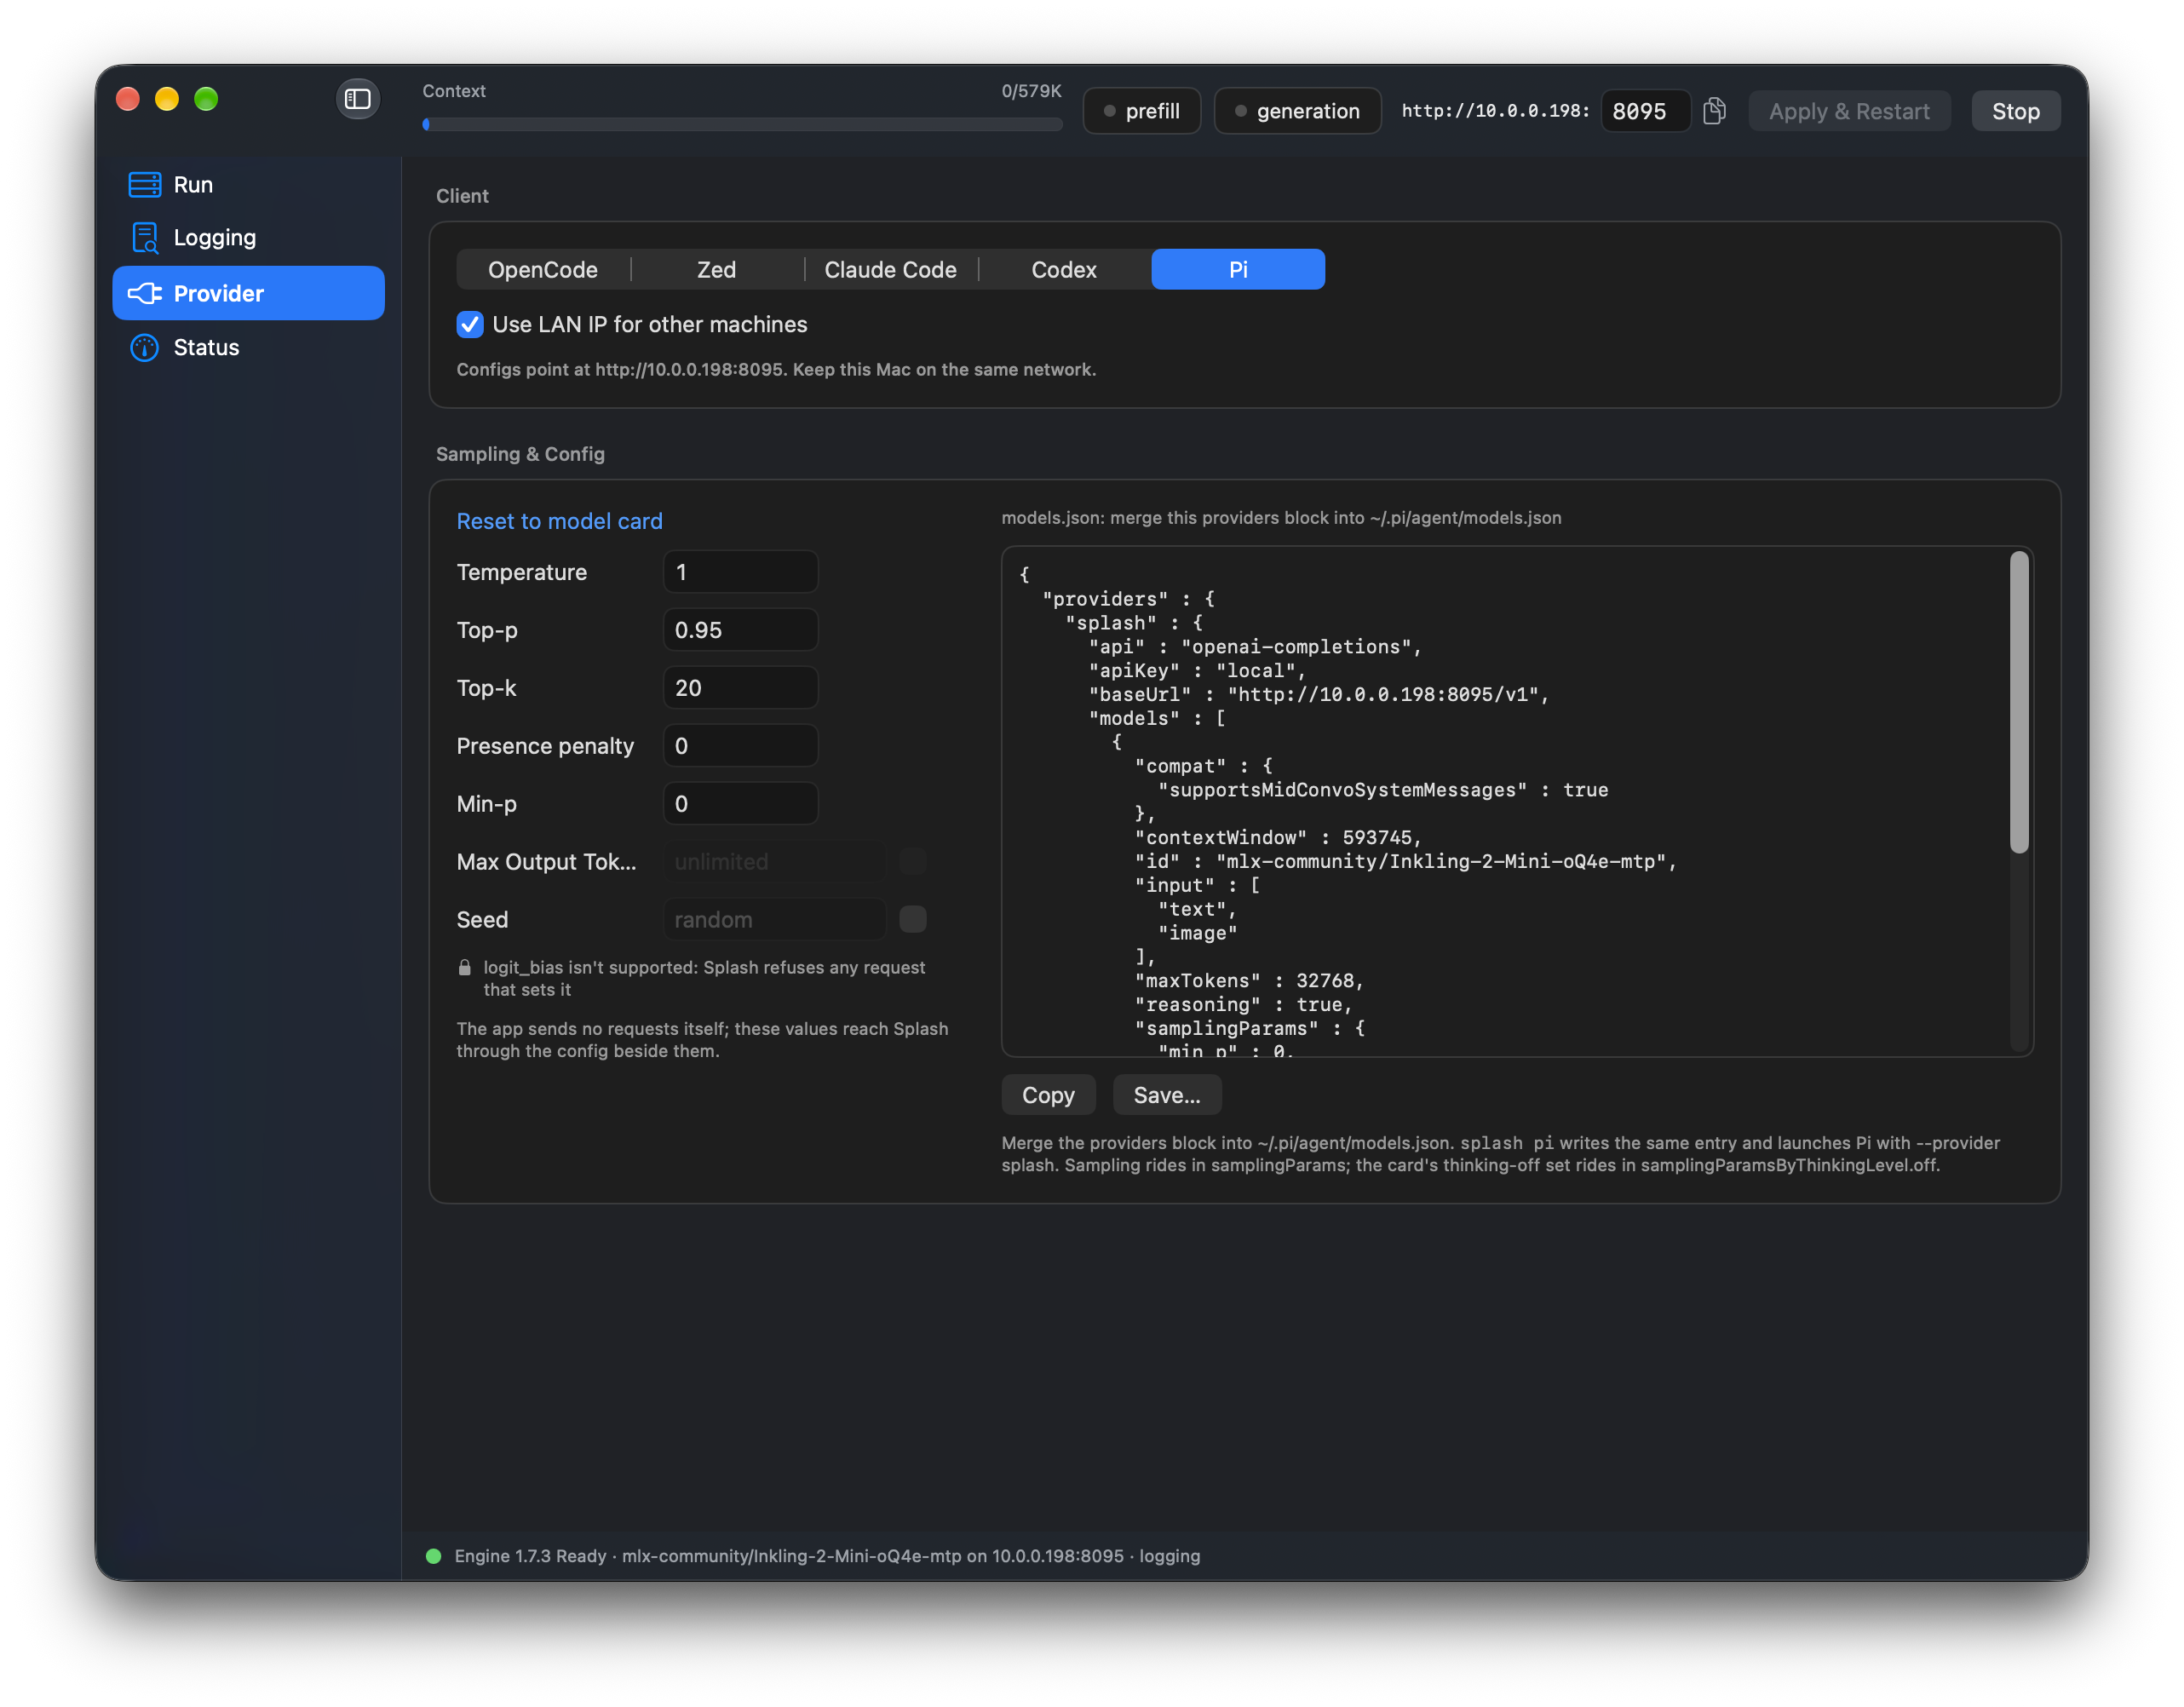 Context
0/579K
prefill
generation
http://10.0.0.198:
8095
Apply & Restart
Stop
Run
Logging
Provider
Status
Client
OpenCode
Zed
Claude Code
Codex
Pi
Use LAN IP for other machines
Configs point at http://10.0.0.198:8095. Keep this Mac on the same network.
Sampling & Config
Reset to model card
Temperature
1
Top-p
0.95
Top-k
20
Presence penalty
0
Min-p
0
Max Output Tok...
unlimited
Seed
random
logit_bias isn't supported: Splash refuses any request
that sets it
The app sends no requests itself; these values reach Splash
through the config beside them.
models.json: merge this providers block into ~/.pi/agent/models.json
{
"providers" : {
"splash" : {
"api" : "openai-completions",
"apiKey" : "local",
"baseUrl" : "http://10.0.0.198:8095/v1",
"models" : [
{
"compat" : {
"supportsMidConvoSystemMessages" : true
},
"contextWindow" : 593745,
"id" : "mlx-community/Inkling-2-Mini-oQ4e-mtp",
"input" : [
"text",
"image"
],
"maxTokens" : 32768,
"reasoning" : true,
"samplingParams" : {
"min_p" : 0,
Copy
Save...
Merge the providers block into ~/.pi/agent/models.json. splash pi writes the same entry and launches Pi with --provider
splash. Sampling rides in samplingParams; the card's thinking-off set rides in samplingParamsByThinkingLevel.off.
Engine 1.7.3 Ready · mlx-community/Inkling-2-Mini-oQ4e-mtp on 10.0.0.198:8095 · logging